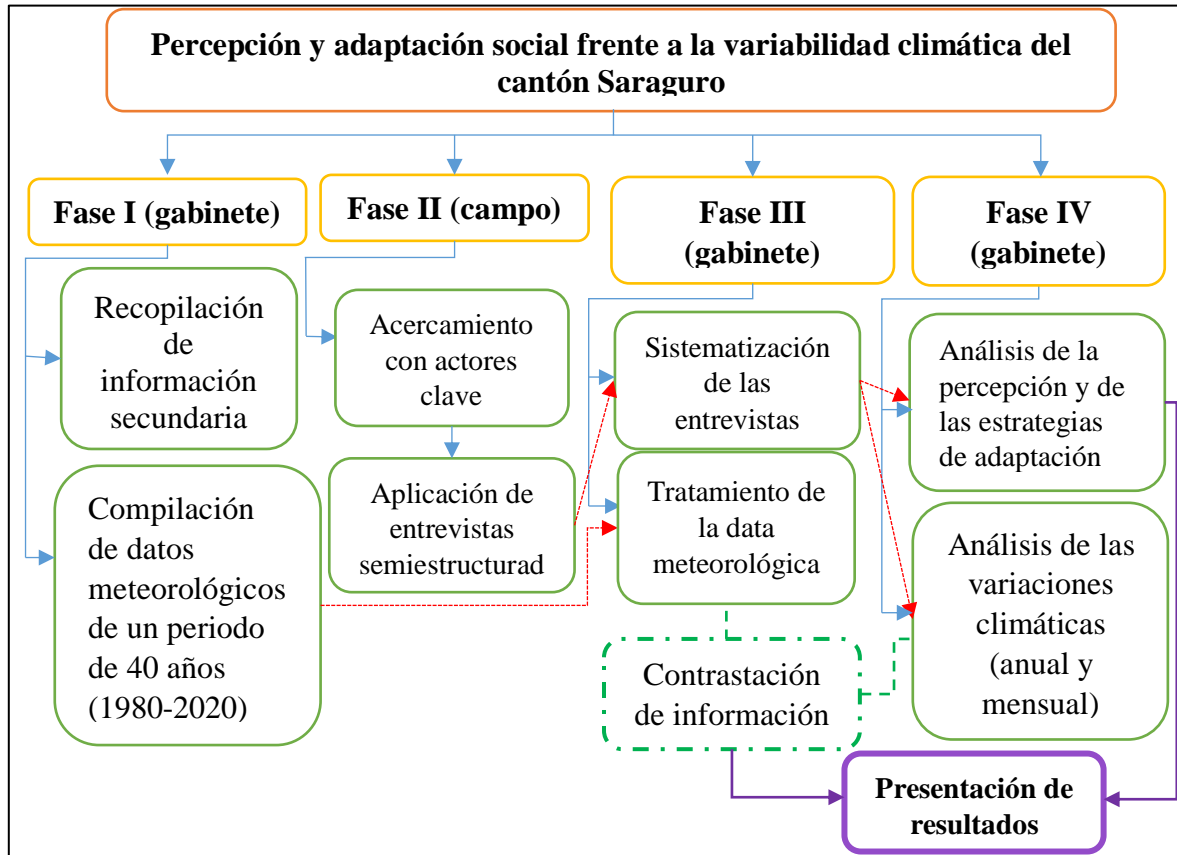 Percepción y adaptación social frente a la variabilidad climática del
cantón Saraguro
Fase I (gabinete)
Recopilación
de
información
secundaria
Compilación
de datos
meteorológicos
de un periodo
de 40 años
(1980-2020)
Fase II (campo)
Acercamiento
con actores
clave
Aplicación de
entrevistas
semiestructurad
Fase III
(gabinete)
Sistematización
de las
entrevistas
Tratamiento de
la data
meteorológica
Contrastación
de información
Fase IV
(gabinete)
Análisis de la
percepción y de
las estrategias
de adaptación
Análisis de las
variaciones
climáticas
(anual y
mensual)
Presentación de
resultados